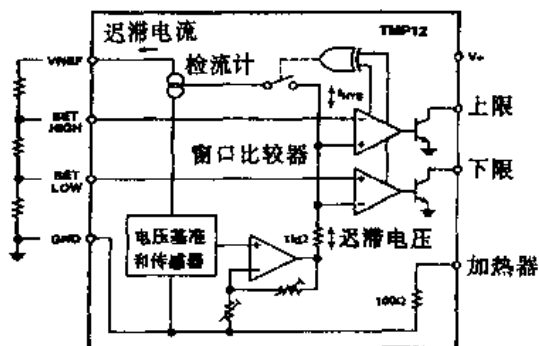 迟滞电流
TMP12
VREF
检流计
V+
IHYS
SET
HIGH
上限
窗口比较器
SET
LOW
下限
电压基准
和传感器
1kΩ
迟滞电压
GND
加热器
100Ω